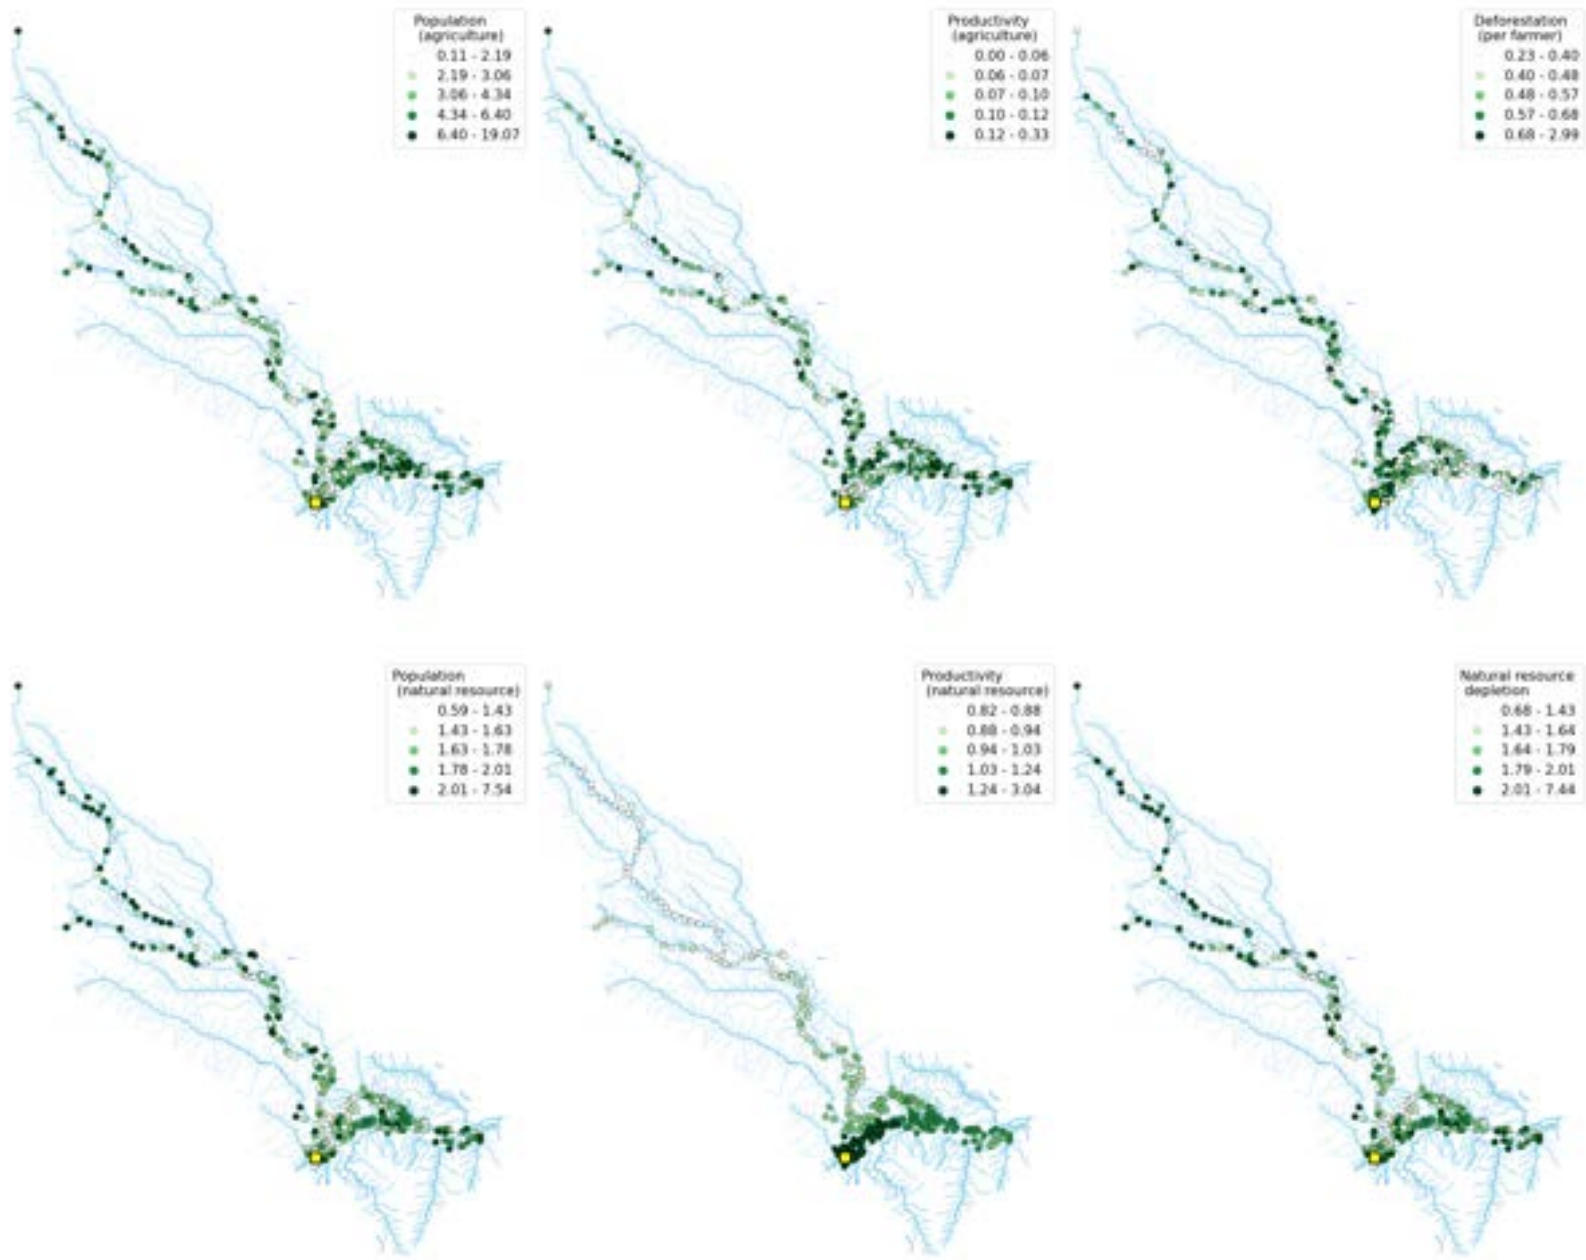 Population
(agriculture)
0.11 - 2.19
2.19 - 3.06
3.06 - 4.34
4.34 - 6.40
6.40 - 19.07
Productivity
(agriculture)
0.00 - 0.06
0.06 - 0.07
0.07 - 0.10
0.10 - 0.12
0.12 - 0.33
Deforestation
(per farmer)
0.23 - 0.40
0.40 - 0.48
0.48 - 0.57
0.57 - 0.68
0.68 - 2.99
Population
(natural resource)
0.59 - 1.43
1.43 - 1.63
1.63 - 1.78
1.78 - 2.01
2.01 - 7.54
Productivity
(natural resource)
0.82 - 0.88
0.88 - 0.94
0.94 - 1.03
1.03 - 1.24
1.24 - 3.04
Natural resource
depletion
0.68 - 1.43
1.43 - 1.64
1.64 - 1.79
1.79 - 2.01
2.01 - 7.44